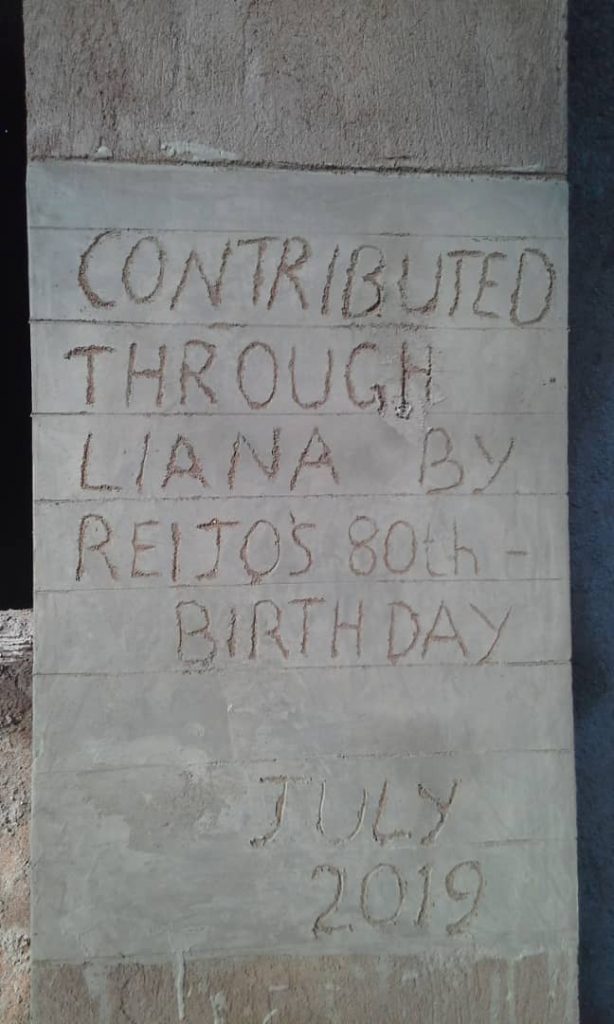 CONTRIBUTED
THROUGH
LIANA BY
REIJO'S 80th -
BIRTHDAY
JULY
2019